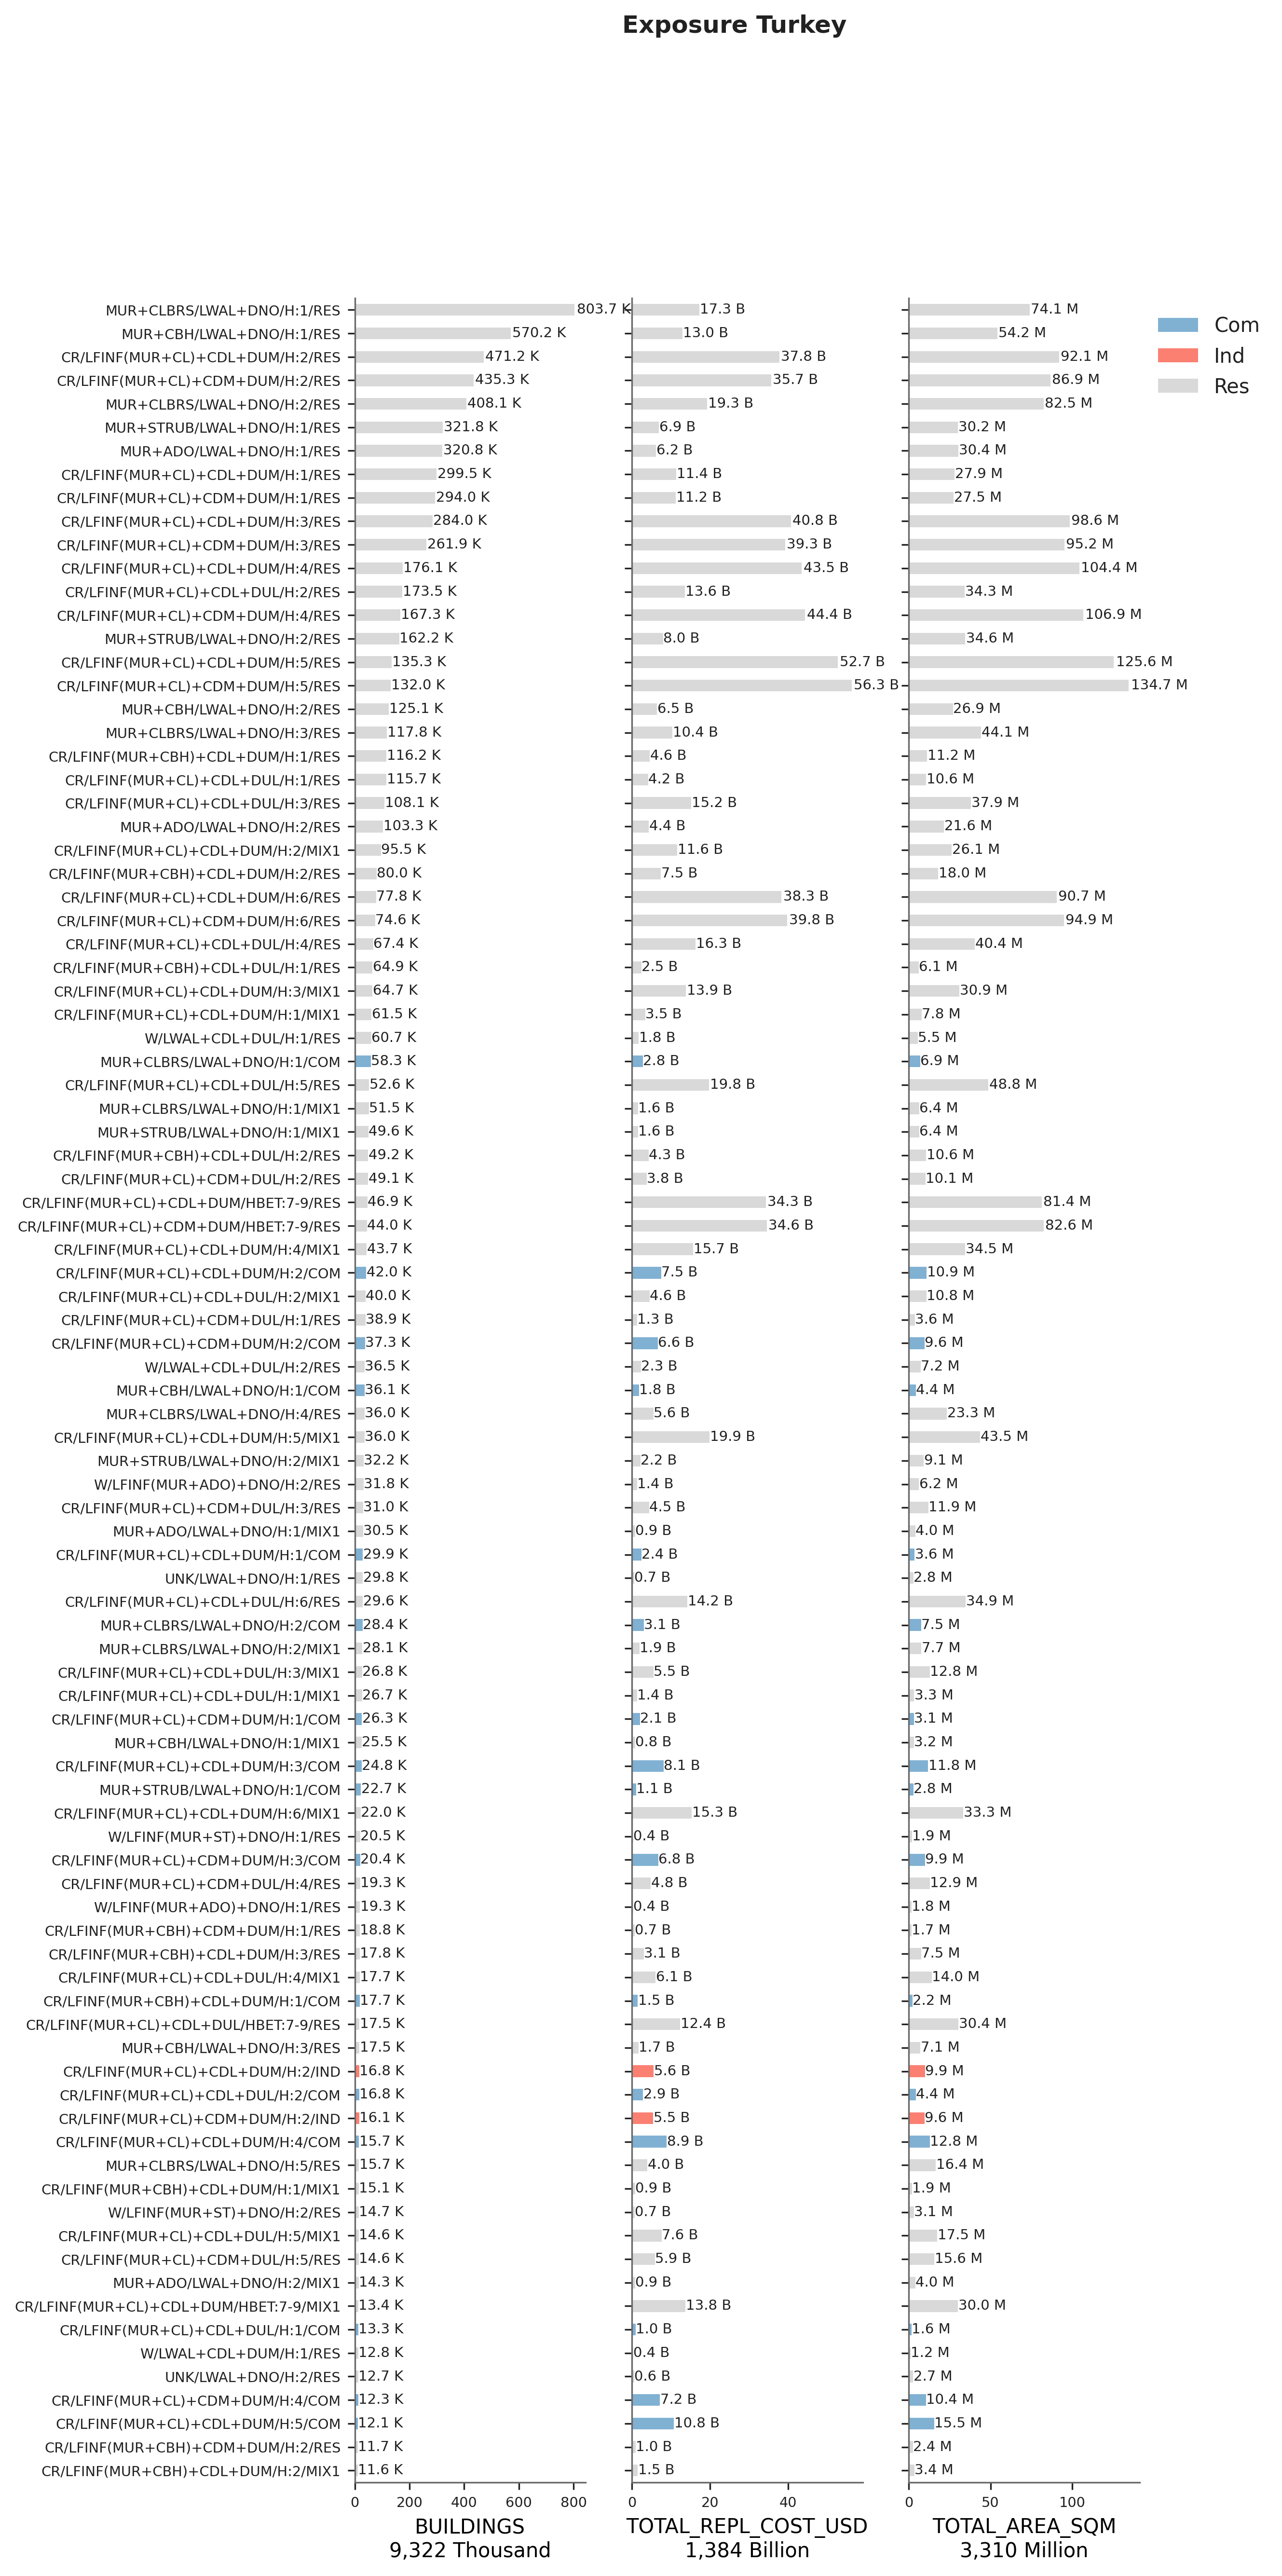 Exposure Turkey
MUR+CLBRS/LWAL+DNO/H:1/RES 803.7 K 17.3 B 74.1 M
MUR+CBH/LWAL+DNO/H:1/RES 570.2 K 13.0 B 54.2 M
CR/LFINF(MUR+CL)+CDL+DUM/H:2/RES 471.2 K 37.8 B 92.1 M
CR/LFINF(MUR+CL)+CDM+DUM/H:2/RES 435.3 K 35.7 B 86.9 M
MUR+CLBRS/LWAL+DNO/H:2/RES 408.1 K 19.3 B 82.5 M
MUR+STRUB/LWAL+DNO/H:1/RES 321.8 K 6.9 B 30.2 M
MUR+ADO/LWAL+DNO/H:1/RES 320.8 K 6.2 B 30.4 M
CR/LFINF(MUR+CL)+CDL+DUM/H:1/RES 299.5 K 11.4 B 27.9 M
CR/LFINF(MUR+CL)+CDM+DUM/H:1/RES 294.0 K 11.2 B 27.5 M
CR/LFINF(MUR+CL)+CDL+DUM/H:3/RES 284.0 K 40.8 B 98.6 M
CR/LFINF(MUR+CL)+CDM+DUM/H:3/RES 261.9 K 39.3 B 95.2 M
CR/LFINF(MUR+CL)+CDL+DUM/H:4/RES 176.1 K 43.5 B 104.4 M
CR/LFINF(MUR+CL)+CDL+DUL/H:2/RES 173.5 K 13.6 B 34.3 M
CR/LFINF(MUR+CL)+CDM+DUM/H:4/RES 167.3 K 44.4 B 106.9 M
MUR+STRUB/LWAL+DNO/H:2/RES 162.2 K 8.0 B 34.6 M
CR/LFINF(MUR+CL)+CDL+DUM/H:5/RES 135.3 K 52.7 B 125.6 M
CR/LFINF(MUR+CL)+CDM+DUM/H:5/RES 132.0 K 56.3 B 134.7 M
MUR+CBH/LWAL+DNO/H:2/RES 125.1 K 6.5 B 26.9 M
MUR+CLBRS/LWAL+DNO/H:3/RES 117.8 K 10.4 B 44.1 M
CR/LFINF(MUR+CBH)+CDL+DUM/H:1/RES 116.2 K 4.6 B 11.2 M
CR/LFINF(MUR+CL)+CDL+DUL/H:1/RES 115.7 K 4.2 B 10.6 M
CR/LFINF(MUR+CL)+CDL+DUL/H:3/RES 108.1 K 15.2 B 37.9 M
MUR+ADO/LWAL+DNO/H:2/RES 103.3 K 4.4 B 21.6 M
CR/LFINF(MUR+CL)+CDL+DUM/H:2/MIX1 95.5 K 11.6 B 26.1 M
CR/LFINF(MUR+CBH)+CDL+DUM/H:2/RES 80.0 K 7.5 B 18.0 M
CR/LFINF(MUR+CL)+CDL+DUM/H:6/RES 77.8 K 38.3 B 90.7 M
CR/LFINF(MUR+CL)+CDM+DUM/H:6/RES 74.6 K 39.8 B 94.9 M
CR/LFINF(MUR+CL)+CDL+DUL/H:4/RES 67.4 K 16.3 B 40.4 M
CR/LFINF(MUR+CBH)+CDL+DUL/H:1/RES 64.9 K 2.5 B 6.1 M
CR/LFINF(MUR+CL)+CDL+DUM/H:3/MIX1 64.7 K 13.9 B 30.9 M
CR/LFINF(MUR+CL)+CDL+DUM/H:1/MIX1 61.5 K 3.5 B 7.8 M
W/LWAL+CDL+DUL/H:1/RES 60.7 K 1.8 B 5.5 M
MUR+CLBRS/LWAL+DNO/H:1/COM 58.3 K 2.8 B 6.9 M
CR/LFINF(MUR+CL)+CDL+DUL/H:5/RES 52.6 K 19.8 B 48.8 M
MUR+CLBRS/LWAL+DNO/H:1/MIX1 51.5 K 1.6 B 6.4 M
MUR+STRUB/LWAL+DNO/H:1/MIX1 49.6 K 1.6 B 6.4 M
CR/LFINF(MUR+CBH)+CDL+DUL/H:2/RES 49.2 K 4.3 B 10.6 M
CR/LFINF(MUR+CL)+CDM+DUL/H:2/RES 49.1 K 3.8 B 10.1 M
CR/LFINF(MUR+CL)+CDL+DUM/HBET:7-9/RES 46.9 K 34.3 B 81.4 M
CR/LFINF(MUR+CL)+CDM+DUM/HBET:7-9/RES 44.0 K 34.6 B 82.6 M
CR/LFINF(MUR+CL)+CDL+DUM/H:4/MIX1 43.7 K 15.7 B 34.5 M
CR/LFINF(MUR+CL)+CDL+DUM/H:2/COM 42.0 K 7.5 B 10.9 M
CR/LFINF(MUR+CL)+CDL+DUL/H:2/MIX1 40.0 K 4.6 B 10.8 M
CR/LFINF(MUR+CL)+CDM+DUL/H:1/RES 38.9 K 1.3 B 3.6 M
CR/LFINF(MUR+CL)+CDM+DUM/H:2/COM 37.3 K 6.6 B 9.6 M
W/LWAL+CDL+DUL/H:2/RES 36.5 K 2.3 B 7.2 M
MUR+CBH/LWAL+DNO/H:1/COM 36.1 K 1.8 B 4.4 M
MUR+CLBRS/LWAL+DNO/H:4/RES 36.0 K 5.6 B 23.3 M
CR/LFINF(MUR+CL)+CDL+DUM/H:5/MIX1 36.0 K 19.9 B 43.5 M
MUR+STRUB/LWAL+DNO/H:2/MIX1 32.2 K 2.2 B 9.1 M
W/LFINF(MUR+ADO)+DNO/H:2/RES 31.8 K 1.4 B 6.2 M
CR/LFINF(MUR+CL)+CDM+DUL/H:3/RES 31.0 K 4.5 B 11.9 M
MUR+ADO/LWAL+DNO/H:1/MIX1 30.5 K 0.9 B 4.0 M
CR/LFINF(MUR+CL)+CDL+DUM/H:1/COM 29.9 K 2.4 B 3.6 M
UNK/LWAL+DNO/H:1/RES 29.8 K 0.7 B 2.8 M
CR/LFINF(MUR+CL)+CDL+DUL/H:6/RES 29.6 K 14.2 B 34.9 M
MUR+CLBRS/LWAL+DNO/H:2/COM 28.4 K 3.1 B 7.5 M
MUR+CLBRS/LWAL+DNO/H:2/MIX1 28.1 K 1.9 B 7.7 M
CR/LFINF(MUR+CL)+CDL+DUL/H:3/MIX1 26.8 K 5.5 B 12.8 M
CR/LFINF(MUR+CL)+CDL+DUL/H:1/MIX1 26.7 K 1.4 B 3.3 M
CR/LFINF(MUR+CL)+CDM+DUM/H:1/COM 26.3 K 2.1 B 3.1 M
MUR+CBH/LWAL+DNO/H:1/MIX1 25.5 K 0.8 B 3.2 M
CR/LFINF(MUR+CL)+CDL+DUM/H:3/COM 24.8 K 8.1 B 11.8 M
MUR+STRUB/LWAL+DNO/H:1/COM 22.7 K 1.1 B 2.8 M
CR/LFINF(MUR+CL)+CDL+DUM/H:6/MIX1 22.0 K 15.3 B 33.3 M
W/LFINF(MUR+ST)+DNO/H:1/RES 20.5 K 0.4 B 1.9 M
CR/LFINF(MUR+CL)+CDM+DUM/H:3/COM 20.4 K 6.8 B 9.9 M
CR/LFINF(MUR+CL)+CDM+DUL/H:4/RES 19.3 K 4.8 B 12.9 M
W/LFINF(MUR+ADO)+DNO/H:1/RES 19.3 K 0.4 B 1.8 M
CR/LFINF(MUR+CBH)+CDM+DUM/H:1/RES 18.8 K 0.7 B 1.7 M
CR/LFINF(MUR+CBH)+CDL+DUM/H:3/RES 17.8 K 3.1 B 7.5 M
CR/LFINF(MUR+CL)+CDL+DUL/H:4/MIX1 17.7 K 6.1 B 14.0 M
CR/LFINF(MUR+CBH)+CDL+DUM/H:1/COM 17.7 K 1.5 B 2.2 M
CR/LFINF(MUR+CL)+CDL+DUL/HBET:7-9/RES 17.5 K 12.4 B 30.4 M
MUR+CBH/LWAL+DNO/H:3/RES 17.5 K 1.7 B 7.1 M
CR/LFINF(MUR+CL)+CDL+DUM/H:2/IND 16.8 K 5.6 B 9.9 M
CR/LFINF(MUR+CL)+CDL+DUL/H:2/COM 16.8 K 2.9 B 4.4 M
CR/LFINF(MUR+CL)+CDM+DUM/H:2/IND 16.1 K 5.5 B 9.6 M
CR/LFINF(MUR+CL)+CDL+DUM/H:4/COM 15.7 K 8.9 B 12.8 M
MUR+CLBRS/LWAL+DNO/H:5/RES 15.7 K 4.0 B 16.4 M
CR/LFINF(MUR+CBH)+CDL+DUM/H:1/MIX1 15.1 K 0.9 B 1.9 M
W/LFINF(MUR+ST)+DNO/H:2/RES 14.7 K 0.7 B 3.1 M
CR/LFINF(MUR+CL)+CDL+DUL/H:5/MIX1 14.6 K 7.6 B 17.5 M
CR/LFINF(MUR+CL)+CDM+DUL/H:5/RES 14.6 K 5.9 B 15.6 M
MUR+ADO/LWAL+DNO/H:2/MIX1 14.3 K 0.9 B 4.0 M
CR/LFINF(MUR+CL)+CDL+DUM/HBET:7-9/MIX1 13.4 K 13.8 B 30.0 M
CR/LFINF(MUR+CL)+CDL+DUL/H:1/COM 13.3 K 1.0 B 1.6 M
W/LWAL+CDL+DUM/H:1/RES 12.8 K 0.4 B 1.2 M
UNK/LWAL+DNO/H:2/RES 12.7 K 0.6 B 2.7 M
CR/LFINF(MUR+CL)+CDM+DUM/H:4/COM 12.3 K 7.2 B 10.4 M
CR/LFINF(MUR+CL)+CDL+DUM/H:5/COM 12.1 K 10.8 B 15.5 M
CR/LFINF(MUR+CBH)+CDM+DUM/H:2/RES 11.7 K 1.0 B 2.4 M
CR/LFINF(MUR+CBH)+CDL+DUM/H:2/MIX1 11.6 K 1.5 B 3.4 M
0 200 400 600 800 0 20 40 0 50 100
BUILDINGS TOTAL_REPL_COST_USD TOTAL_AREA_SQM
9,322 Thousand 1,384 Billion 3,310 Million
Com
Ind
Res